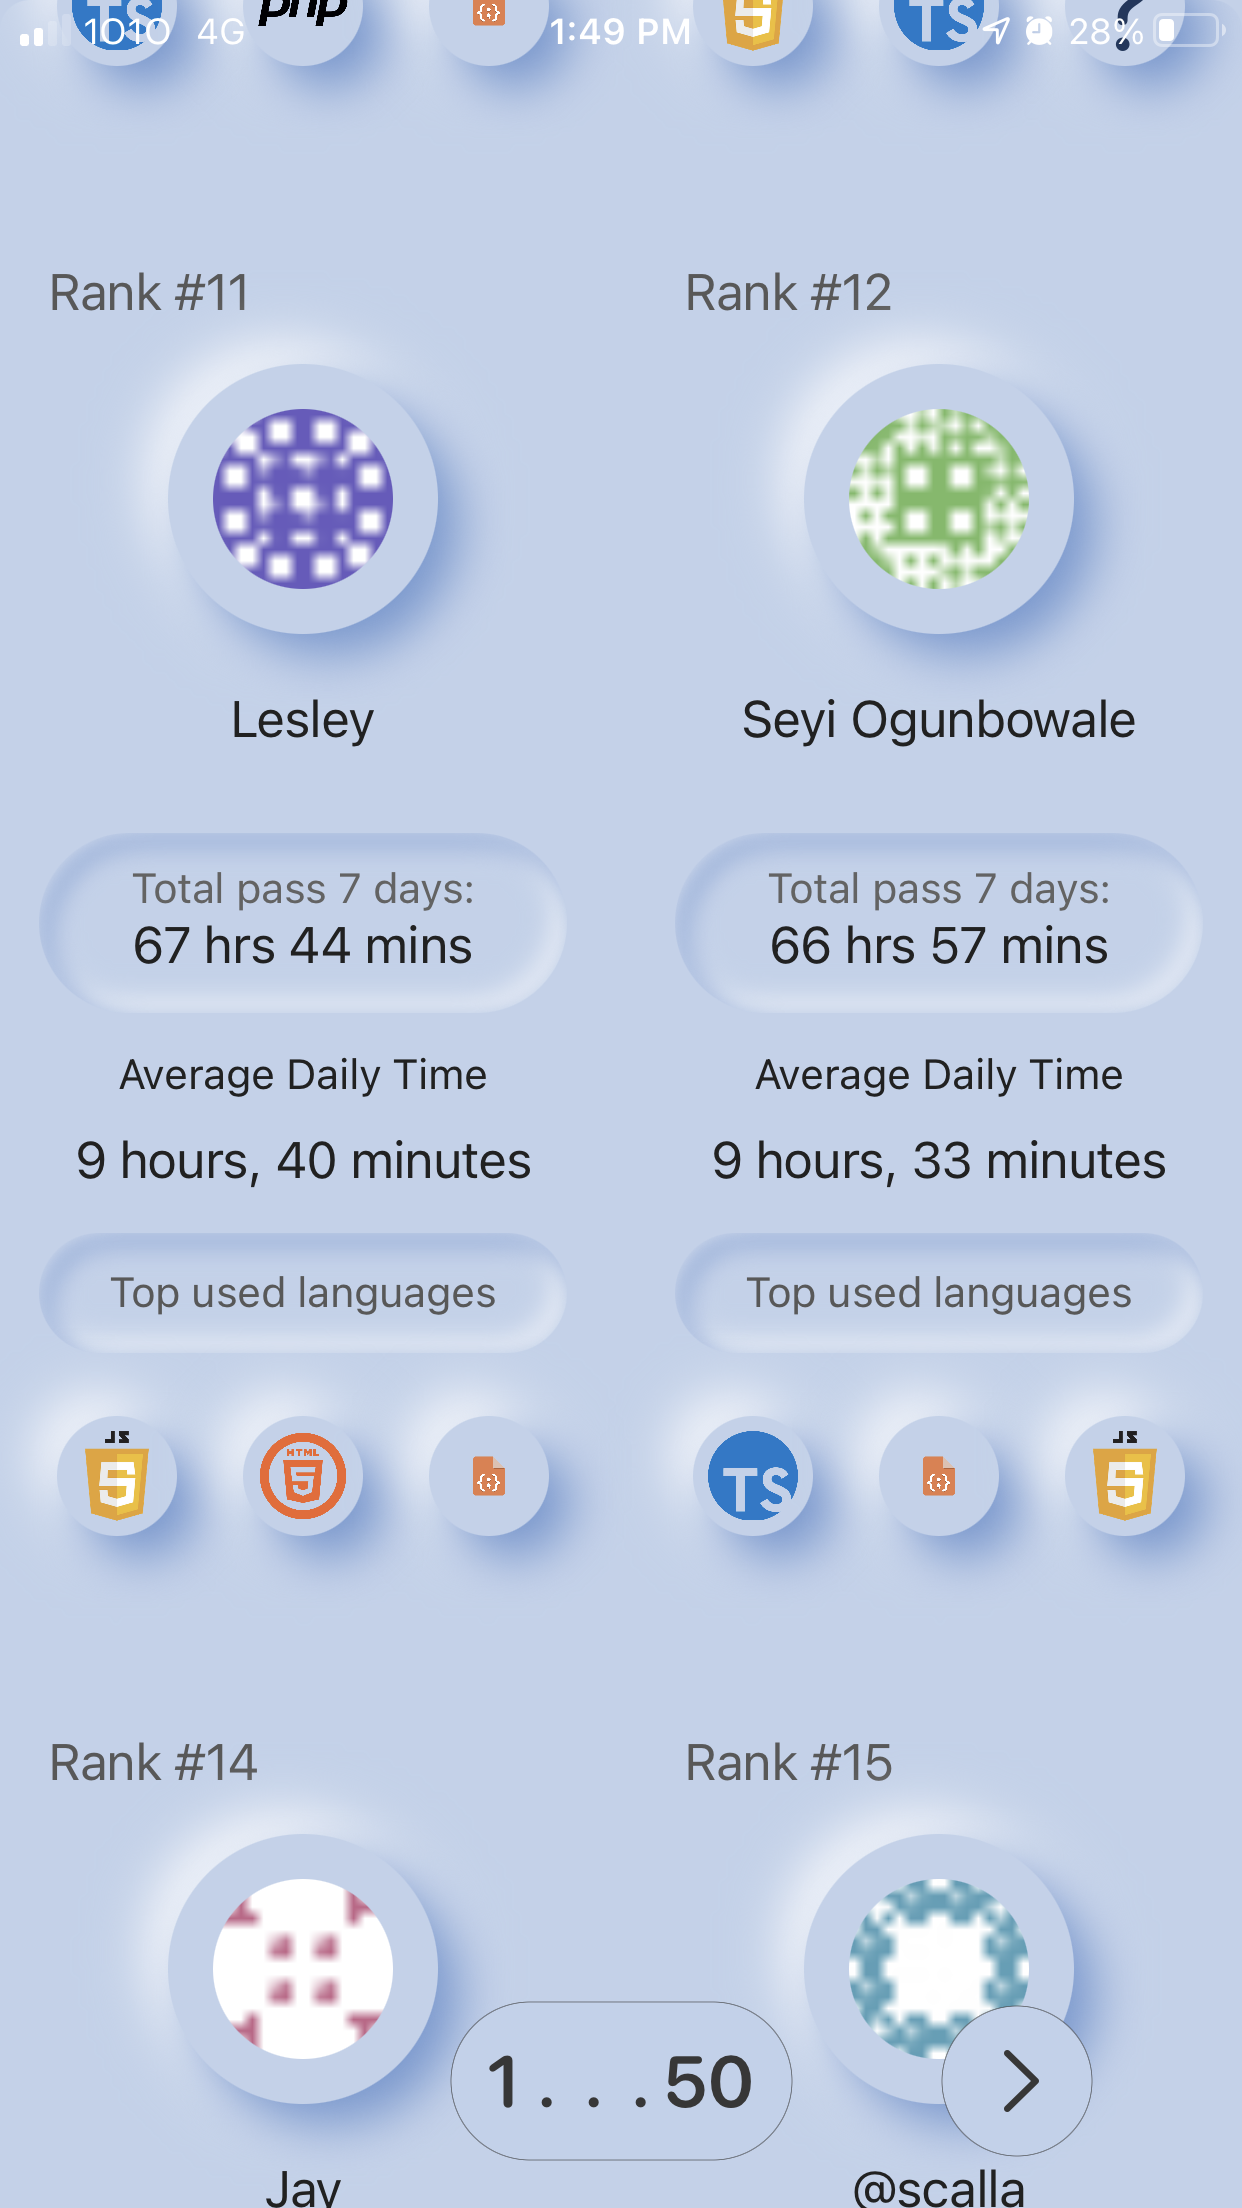 1010 4G 1:49 PM 28%
TS php
TS
Rank #11 Rank #12
Lesley Seyi Ogunbowale
Total pass 7 days: Total pass 7 days:
67 hrs 44 mins 66 hrs 57 mins
Average Daily Time Average Daily Time
9 hours, 40 minutes 9 hours, 33 minutes
Top used languages Top used languages
JS HTML {;} TS {;} JS
Rank #14 Rank #15
1...50
Jay @scalla